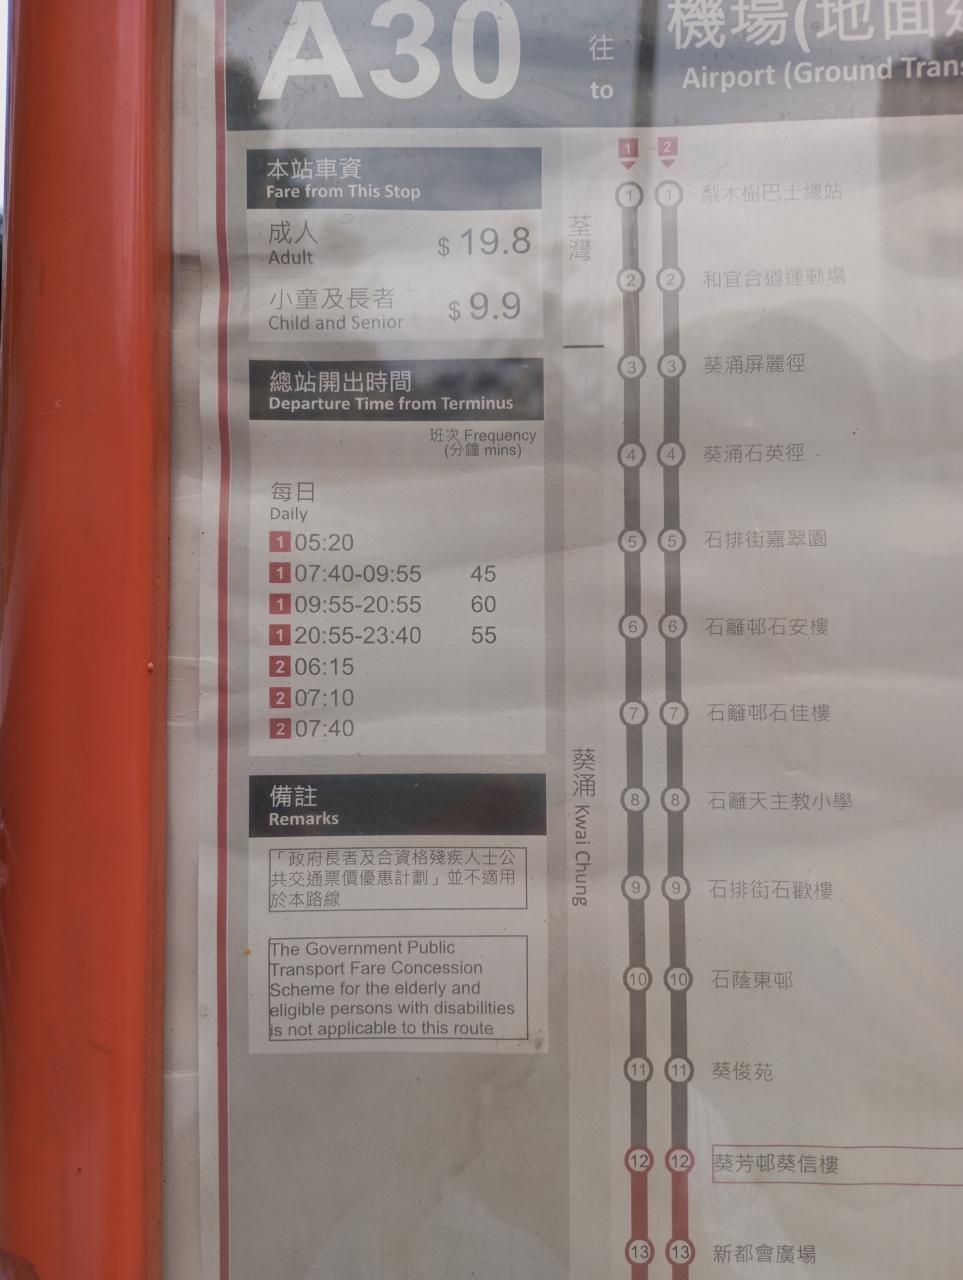 A30
往
to
機場(地面
Airport (Ground Trans
本站車資
Fare from This Stop
成人
Adult
$ 19.8
小童及長者
Child and Senior
$ 9.9
總站開出時間
Departure Time from Terminus
班次 Frequency
(分鐘 mins)
每日
Daily
1 05:20
1 07:40-09:55 45
1 09:55-20:55 60
1 20:55-23:40 55
2 06:15
2 07:10
2 07:40
備註
Remarks
「政府長者及合資格殘疾人士公
共交通票價優惠計劃」並不適用
於本路線
The Government Public
Transport Fare Concession
Scheme for the elderly and
eligible persons with disabilities
is not applicable to this route
荃灣
葵涌 Kwai Chung
1 2
1 1 梨木樹巴士總站
2 2 和宜合道運動場
3 3 葵涌屏麗徑
4 4 葵涌石英徑
5 5 石排街嘉翠園
6 6 石籬邨石安樓
7 7 石籬邨石佳樓
8 8 石籬天主教小學
9 9 石排街石歡樓
10 10 石蔭東邨
11 11 葵俊苑
12 12 葵芳邨葵信樓
13 13 新都會廣場